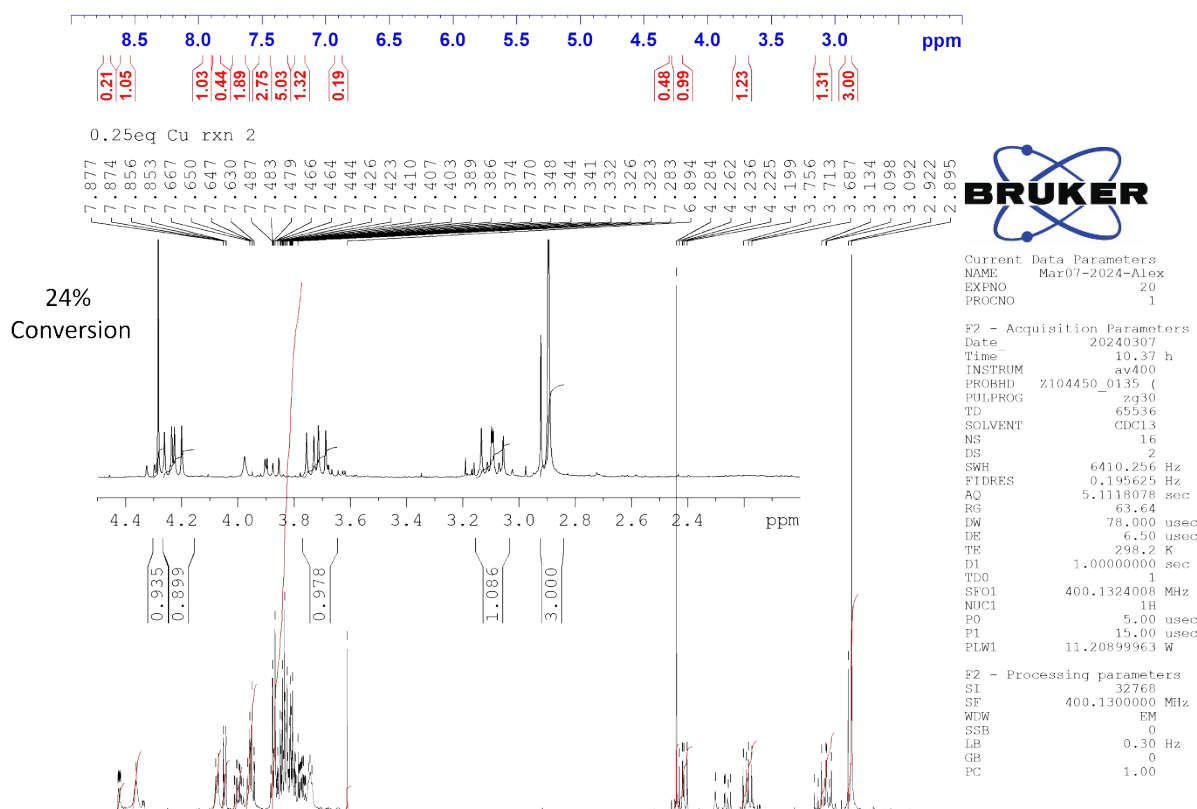 8.5 8.0 7.5 7.0 6.5 6.0 5.5 5.0 4.5 4.0 3.5 3.0 ppm
0.21 1.05 1.03 0.44 1.89 2.75 5.03 1.32 0.19 0.48 0.99 1.23 1.31 3.00
0.25eq Cu rxn 2
7.877 7.874 7.856 7.853 7.667 7.650 7.647 7.630 7.487 7.483 7.479 7.466 7.464 7.444 7.426 7.423 7.410 7.407 7.403 7.389 7.386 7.374 7.370 7.348 7.344 7.341 7.332 7.326 7.323 7.283 6.894 4.284 4.262 4.236 4.225 4.199 3.756 3.713 3.687 3.134 3.098 3.092 2.922 2.895
BRUKER
24%
Conversion
4.4 4.2 4.0 3.8 3.6 3.4 3.2 3.0 2.8 2.6 2.4 ppm
0.935 0.899 0.978 1.086 3.000
Current Data Parameters
NAME Mar07-2024-Alex
EXPNO 20
PROCNO 1
F2 - Acquisition Parameters
Date_ 20240307
Time 10.37 h
INSTRUM av400
PROBHD Z104450_0135 (
PULPROG zg30
TD 65536
SOLVENT CDCl3
NS 16
DS 2
SWH 6410.256 Hz
FIDRES 0.195625 Hz
AQ 5.1118078 sec
RG 63.64
DW 78.000 usec
DE 6.50 usec
TE 298.2 K
D1 1.00000000 sec
TD0 1
SFO1 400.1324008 MHz
NUC1 1H
P0 5.00 usec
P1 15.00 usec
PLW1 11.20899963 W
F2 - Processing parameters
SI 32768
SF 400.1300000 MHz
WDW EM
SSB 0
LB 0.30 Hz
GB 0
PC 1.00